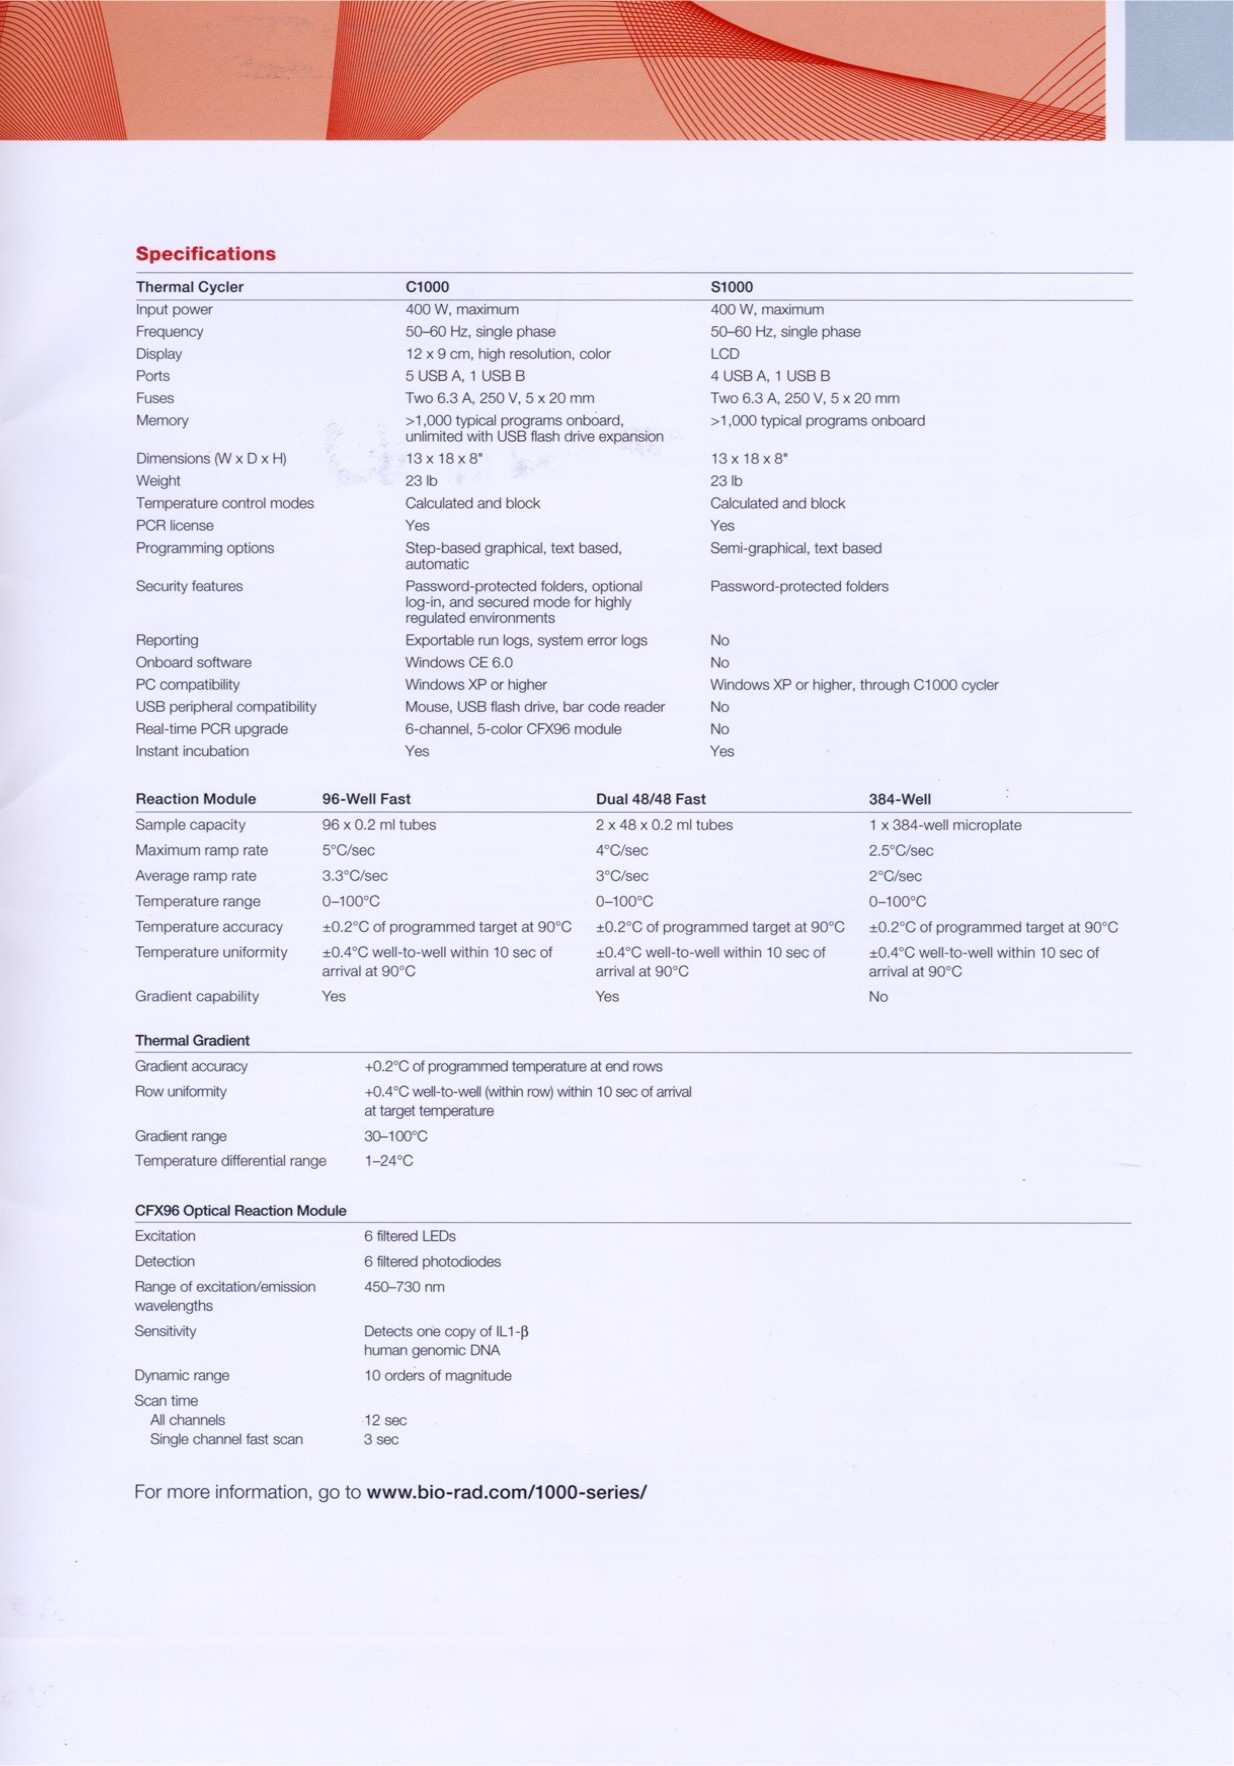 Specifications
Thermal Cycler C1000 S1000
Input power 400 W, maximum 400 W, maximum
Frequency 50–60 Hz, single phase 50–60 Hz, single phase
Display 12 x 9 cm, high resolution, color LCD
Ports 5 USB A, 1 USB B 4 USB A, 1 USB B
Fuses Two 6.3 A, 250 V, 5 x 20 mm Two 6.3 A, 250 V, 5 x 20 mm
Memory >1,000 typical programs onboard, >1,000 typical programs onboard
unlimited with USB flash drive expansion
Dimensions (W x D x H) 13 x 18 x 8" 13 x 18 x 8"
Weight 23 lb 23 lb
Temperature control modes Calculated and block Calculated and block
PCR license Yes Yes
Programming options Step-based graphical, text based, Semi-graphical, text based
automatic
Security features Password-protected folders, optional Password-protected folders
log-in, and secured mode for highly
regulated environments
Reporting Exportable run logs, system error logs No
Onboard software Windows CE 6.0 No
PC compatibility Windows XP or higher Windows XP or higher, through C1000 cycler
USB peripheral compatibility Mouse, USB flash drive, bar code reader No
Real-time PCR upgrade 6-channel, 5-color CFX96 module No
Instant incubation Yes Yes
Reaction Module 96-Well Fast Dual 48/48 Fast 384-Well
Sample capacity 96 x 0.2 ml tubes 2 x 48 x 0.2 ml tubes 1 x 384-well microplate
Maximum ramp rate 5°C/sec 4°C/sec 2.5°C/sec
Average ramp rate 3.3°C/sec 3°C/sec 2°C/sec
Temperature range 0–100°C 0–100°C 0–100°C
Temperature accuracy ±0.2°C of programmed target at 90°C ±0.2°C of programmed target at 90°C ±0.2°C of programmed target at 90°C
Temperature uniformity ±0.4°C well-to-well within 10 sec of ±0.4°C well-to-well within 10 sec of ±0.4°C well-to-well within 10 sec of
arrival at 90°C arrival at 90°C arrival at 90°C
Gradient capability Yes Yes No
Thermal Gradient
Gradient accuracy +0.2°C of programmed temperature at end rows
Row uniformity +0.4°C well-to-well (within row) within 10 sec of arrival
at target temperature
Gradient range 30–100°C
Temperature differential range 1–24°C
CFX96 Optical Reaction Module
Excitation 6 filtered LEDs
Detection 6 filtered photodiodes
Range of excitation/emission 450–730 nm
wavelengths
Sensitivity Detects one copy of IL1-β
human genomic DNA
Dynamic range 10 orders of magnitude
Scan time
All channels 12 sec
Single channel fast scan 3 sec
For more information, go to www.bio-rad.com/1000-series/